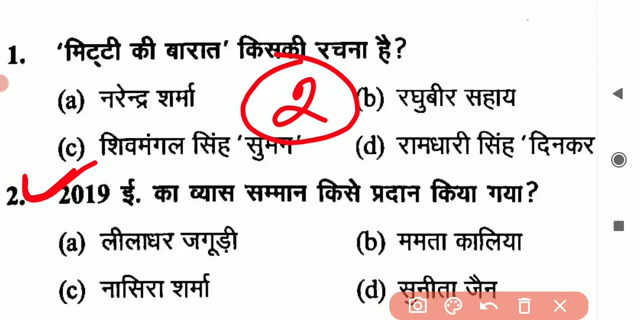 1. 'मिट्टी की बारात' किसकी रचना है?
(a) नरेन्द्र शर्मा (b) रघुबीर सहाय
2
(c) शिवमंगल सिंह 'सुमन' (d) रामधारी सिंह 'दिनकर
2. 2019 ई. का व्यास सम्मान किसे प्रदान किया गया?
(a) लीलाधर जगूड़ी (b) ममता कालिया
(c) नासिरा शर्मा (d) सुनीता जैन